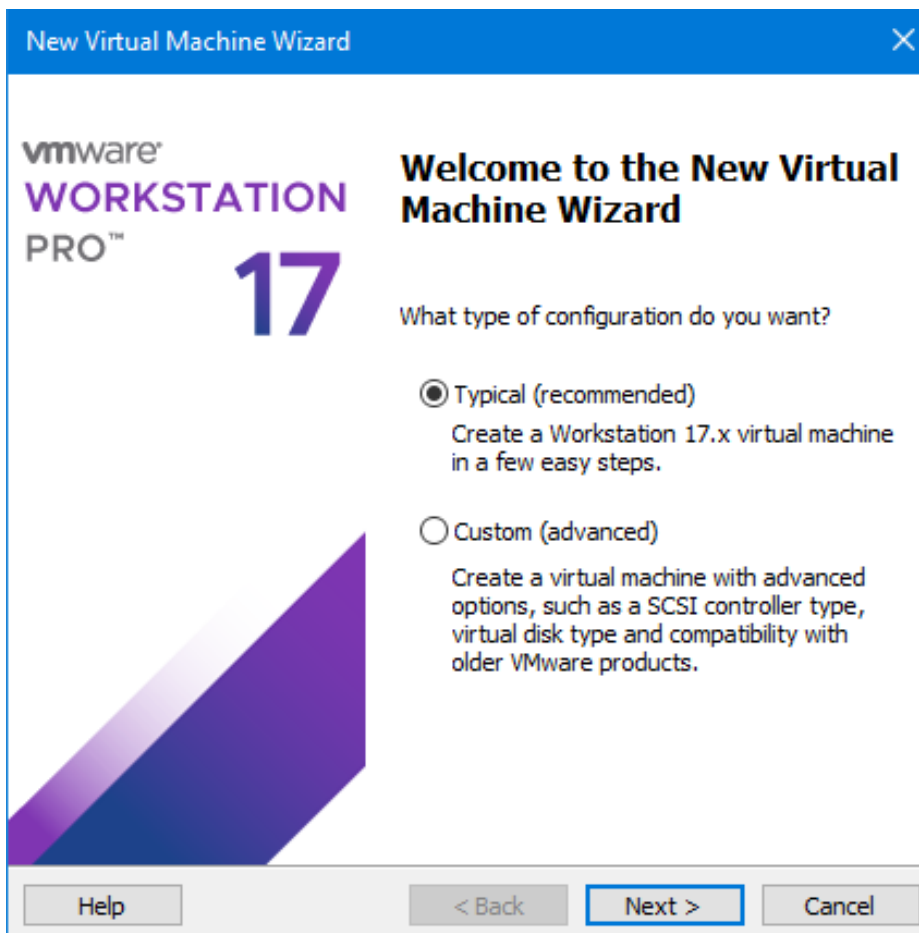 New Virtual Machine Wizard
vmware®
WORKSTATION
PRO™
17
Welcome to the New Virtual
Machine Wizard
What type of configuration do you want?
Typical (recommended)
Create a Workstation 17.x virtual machine
in a few easy steps.
Custom (advanced)
Create a virtual machine with advanced
options, such as a SCSI controller type,
virtual disk type and compatibility with
older VMware products.
Help
< Back
Next >
Cancel